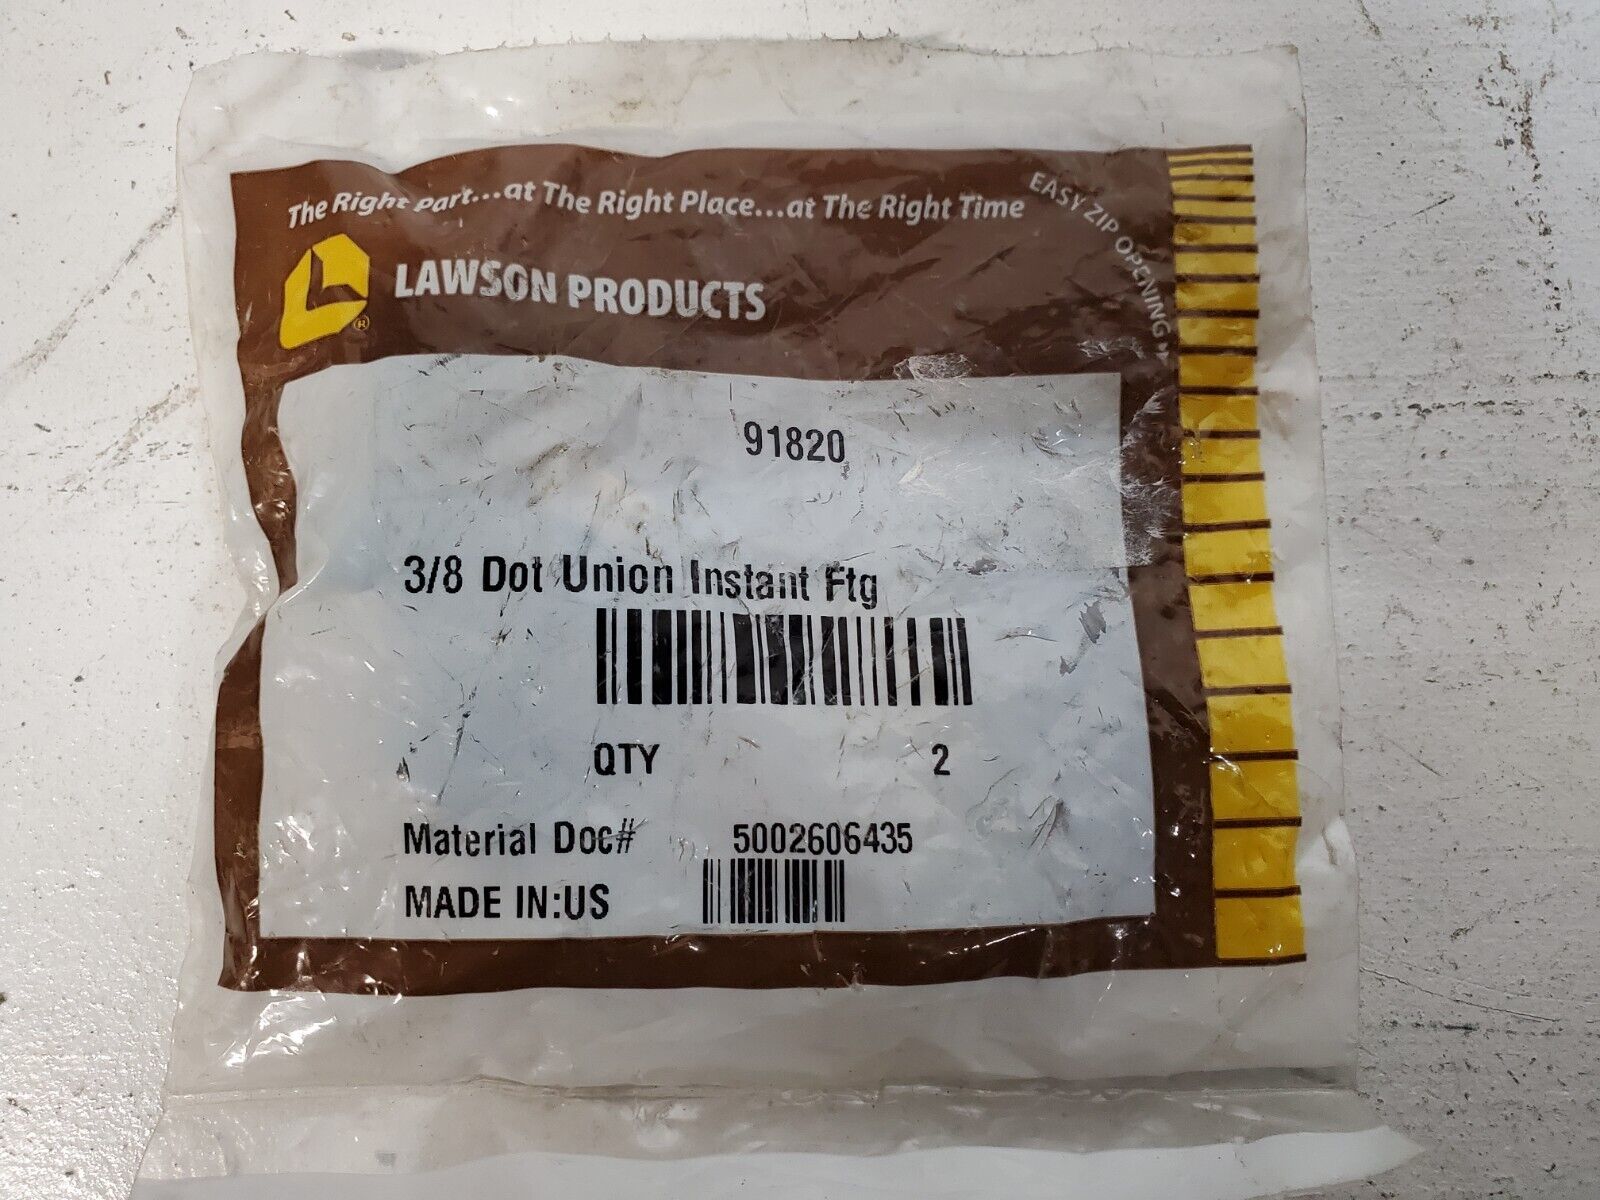 The Right Part...at The Right Place...at The Right Time
EASY ZIP OPENING
LAWSON PRODUCTS
®
91820
3/8 Dot Union Instant Ftg
QTY 2
Material Doc# 5002606435
MADE IN:US